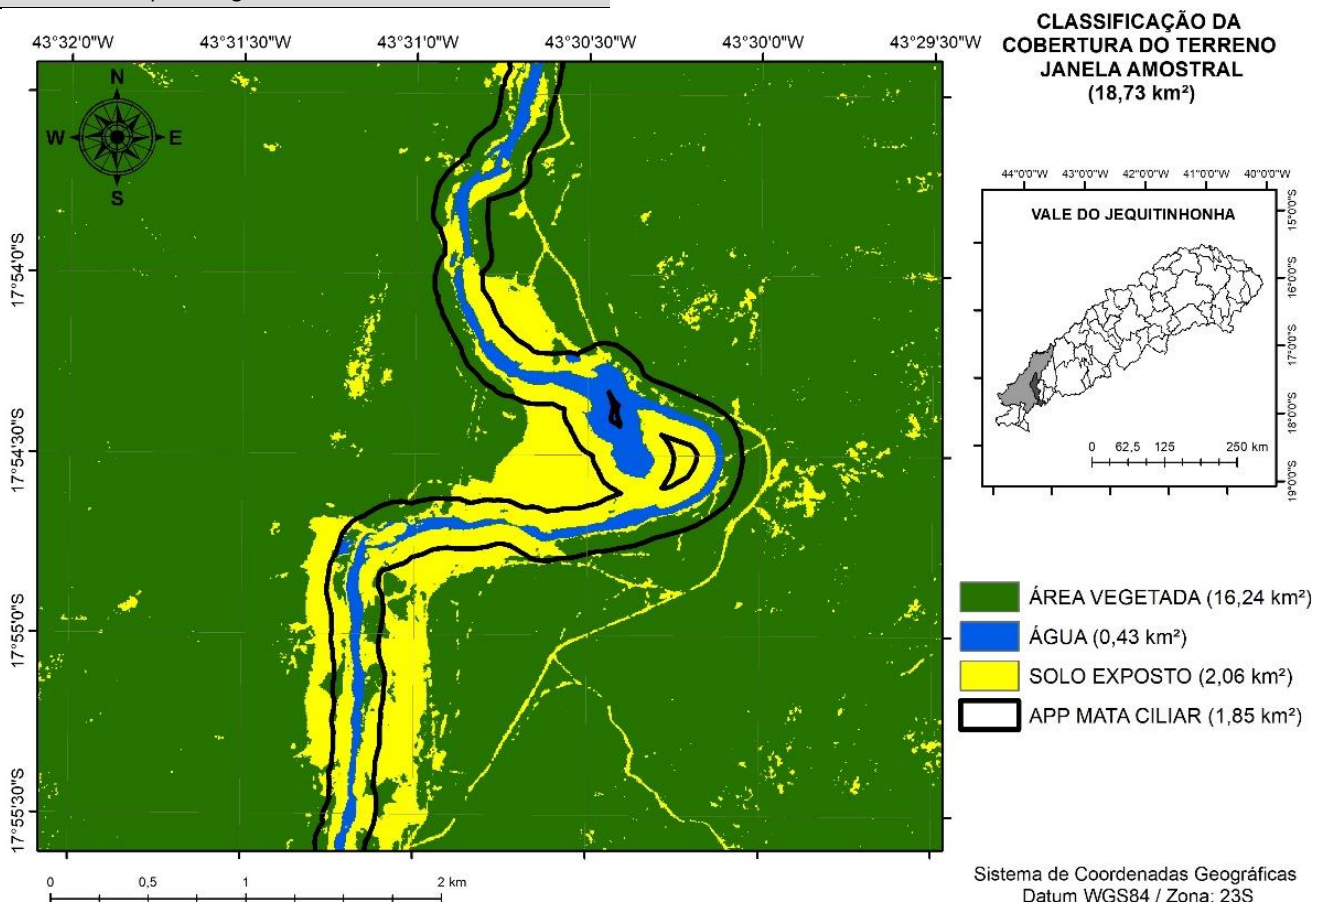 43°32'0"W 43°31'30"W 43°31'0"W 43°30'30"W 43°30'0"W 43°29'30"W
N
W E
S
17°54'0"S
17°54'30"S
17°55'0"S
17°55'30"S
0 0,5 1 2 km
CLASSIFICAÇÃO DA
COBERTURA DO TERRENO
JANELA AMOSTRAL
(18,73 km²)
44°0'0"W 43°0'0"W 42°0'0"W 41°0'0"W 40°0'0"W
VALE DO JEQUITINHONHA
15°0'0"S
16°0'0"S
17°0'0"S
18°0'0"S
19°0'0"S
0 62,5 125 250 km
ÁREA VEGETADA (16,24 km²)
ÁGUA (0,43 km²)
SOLO EXPOSTO (2,06 km²)
APP MATA CILIAR (1,85 km²)
Sistema de Coordenadas Geográficas
Datum WGS84 / Zona: 23S